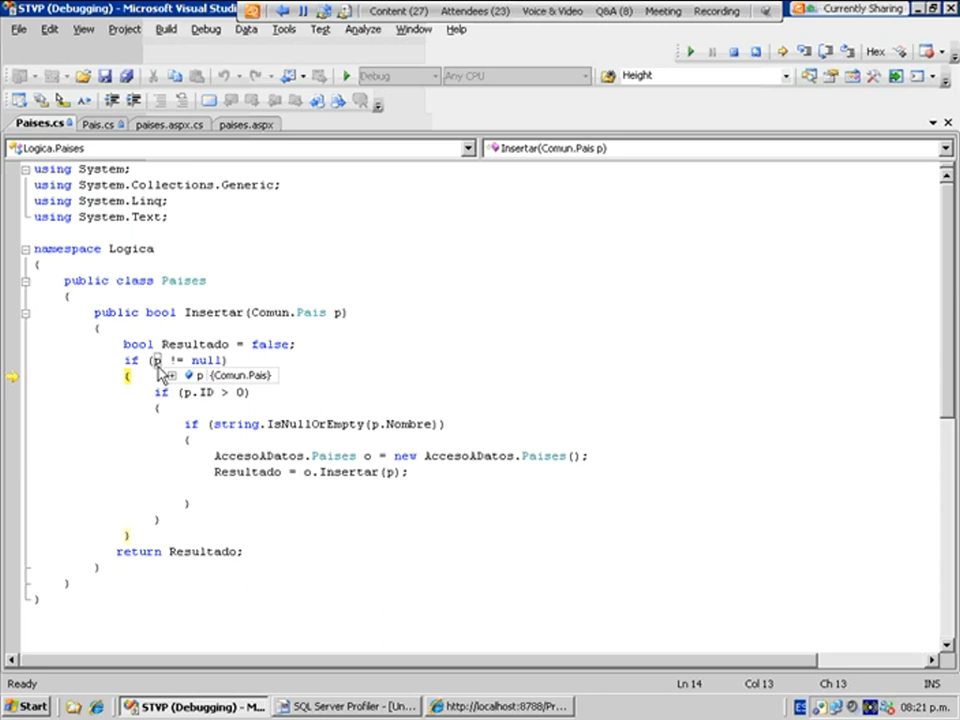 STVP (Debugging) - Microsoft Visual Studi
Content (27) Attendees (23) Voice & Video Q&A (8) Meeting Recording
Currently Sharing
File Edit View Project Build Debug Data Tools Test Analyze Window Help
Hex
Debug Any CPU Height
Paises.cs Pais.cs paises.aspx.cs paises.aspx
Logica.Paises Insertar(Comun.Pais p)
using System;
using System.Collections.Generic;
using System.Linq;
using System.Text;
namespace Logica
{
public class Paises
{
public bool Insertar(Comun.Pais p)
{
bool Resultado = false;
if (p != null)
{
p {Comun.Pais}
if (p.ID > 0)
{
if (string.IsNullOrEmpty(p.Nombre))
{
AccesoADatos.Paises o = new AccesoADatos.Paises();
Resultado = o.Insertar(p);
}
}
}
return Resultado;
}
}
}
Ready Ln 14 Col 13 Ch 13 INS
Start STVP (Debugging) - M... SQL Server Profiler - [Un... http://localhost:8788/Pr... ES 08:21 p.m.